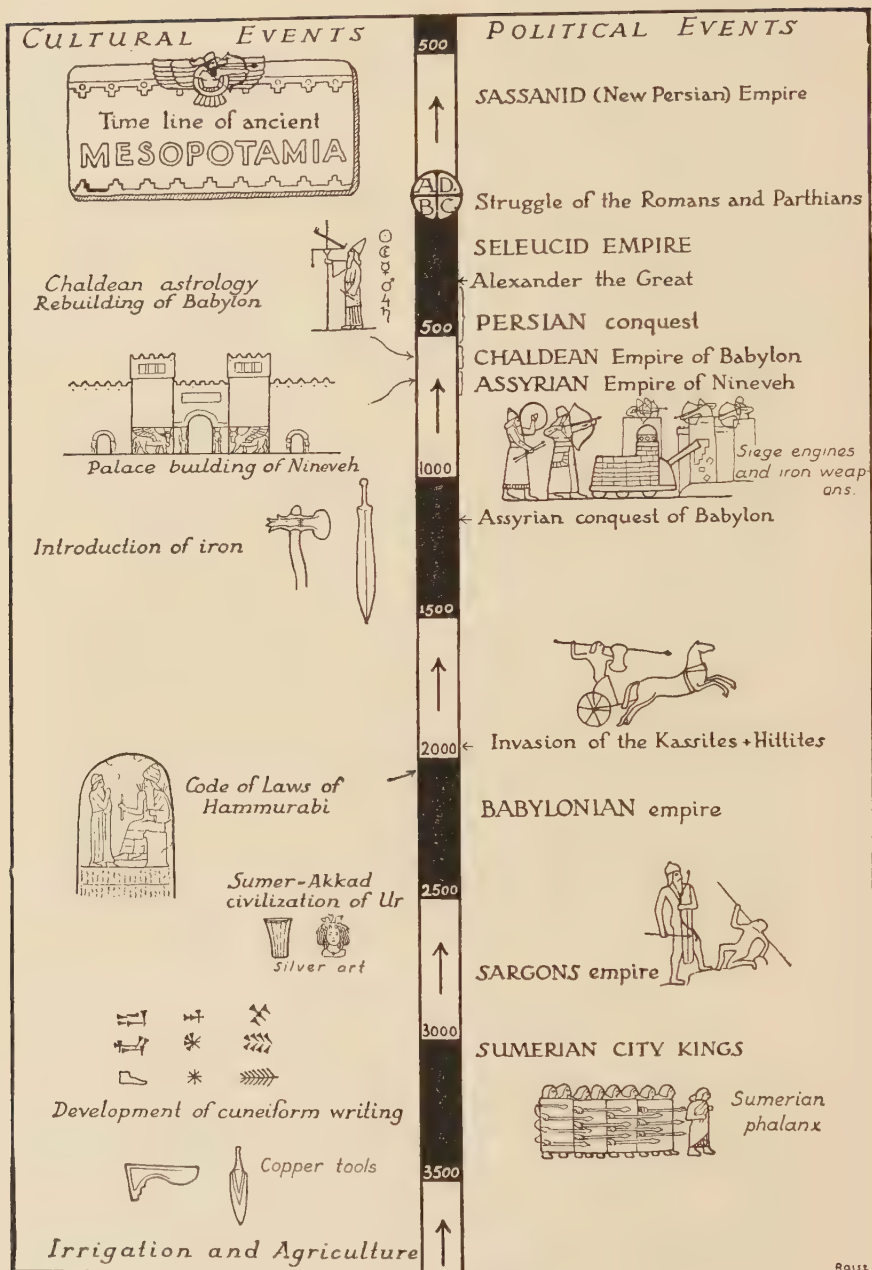 CULTURAL EVENTS
Time line of ancient
MESOPOTAMIA
Chaldean astrology
Rebuilding of Babylon
Palace building of Nineveh
Introduction of iron
Code of Laws of
Hammurabi
Sumer-Akkad
civilization of Ur
Silver art
Development of cuneiform writing
Copper tools
Irrigation and Agriculture
500
A.D.
B.C.
500
1000
1500
2000
2500
3000
3500
POLITICAL EVENTS
SASSANID (New Persian) Empire
Struggle of the Romans and Parthians
SELEUCID EMPIRE
Alexander the Great
PERSIAN conquest
CHALDEAN Empire of Babylon
ASSYRIAN Empire of Nineveh
Siege engines
and iron weap-
ons.
Assyrian conquest of Babylon
Invasion of the Kassites + Hittites
BABYLONIAN empire
SARGONS empire
SUMERIAN CITY KINGS
Sumerian
phalanx